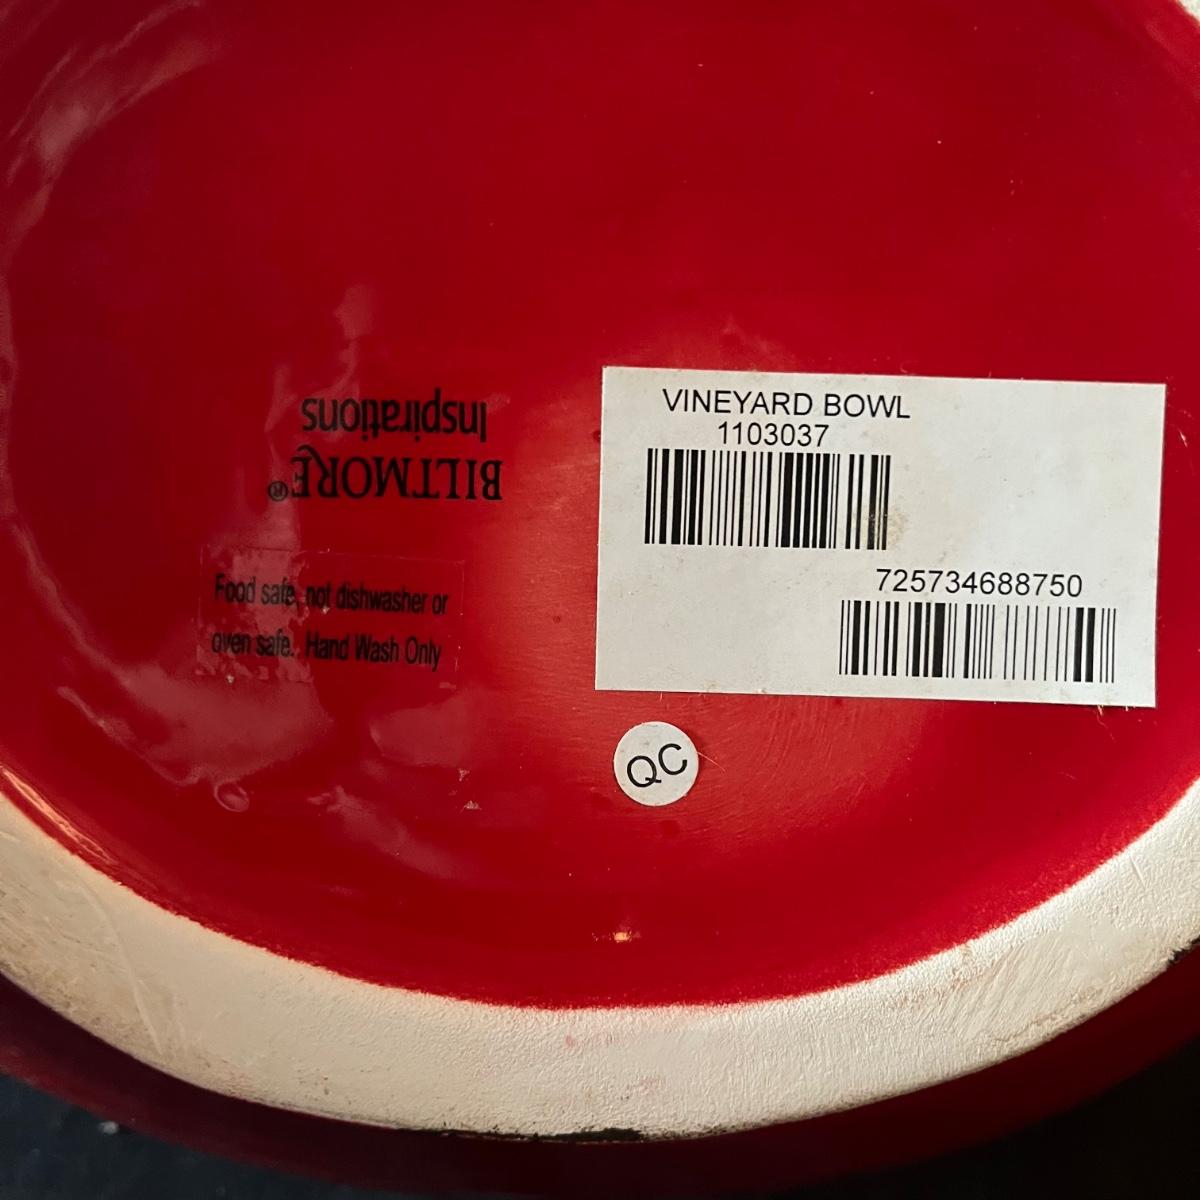 VINEYARD BOWL
1103037
725734688750
BILTMORE®
Inspirations
Food safe, not dishwasher or
oven safe. Hand Wash Only
QC